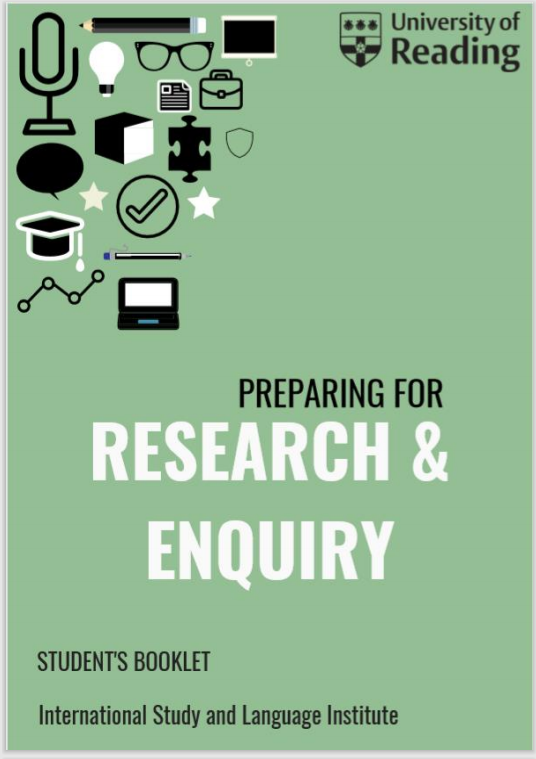 University of
Reading
PREPARING FOR
RESEARCH &
ENQUIRY
STUDENT'S BOOKLET
International Study and Language Institute